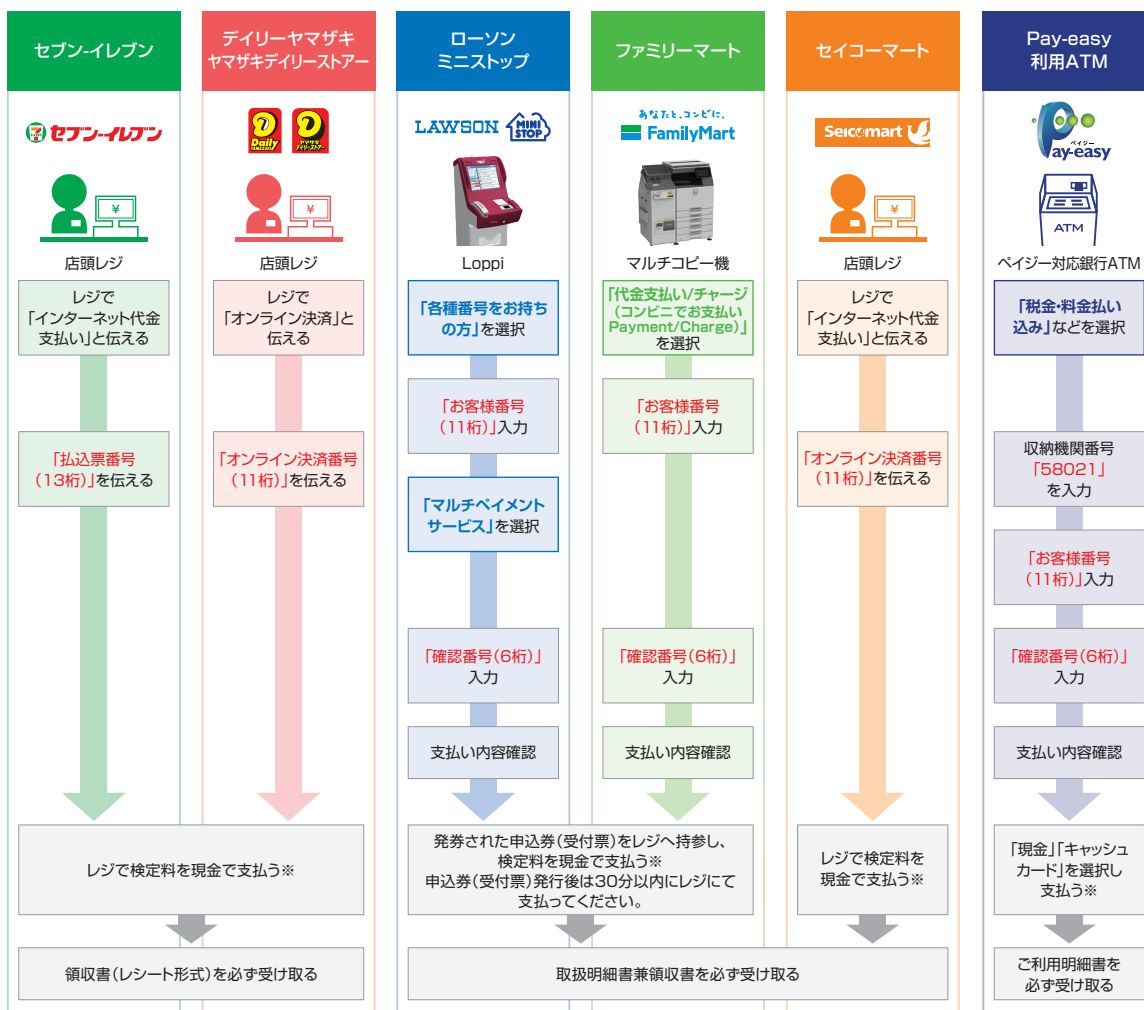 セブン-イレブン
デイリーヤマザキ
ヤマザキデイリーストアー
ローソン
ミニストップ
ファミリーマート
セイコーマート
Pay-easy
利用ATM
7
セブン-イレブン
Daily
YAMAZAKI
ヤマザキ
デイリーストアー
LAWSON
MINI
STOP
あなたと、コンビに、
FamilyMart
Seicomart
ペイジー
Pay-easy
¥
¥
¥
ATM
店頭レジ
店頭レジ
Loppi
マルチコピー機
店頭レジ
ペイジー対応銀行ATM
レジで
「インターネット代金
支払い」と伝える
「払込票番号
(13桁)」を伝える
レジで
「オンライン決済」と
伝える
「オンライン決済番号
(11桁)」を伝える
「各種番号をお持ち
の方」を選択
「お客様番号
(11桁)」入力
「マルチペイメント
サービス」を選択
「確認番号(6桁)」
入力
支払い内容確認
「代金支払い/チャージ
(コンビニでお支払い
Payment/Charge)」
を選択
「お客様番号
(11桁)」入力
「確認番号(6桁)」
入力
支払い内容確認
レジで
「インターネット代金
支払い」と伝える
「オンライン決済番号
(11桁)」を伝える
「税金・料金払い
込み」などを選択
収納機関番号
「58021」
を入力
「お客様番号
(11桁)」入力
「確認番号(6桁)」
入力
支払い内容確認
レジで検定料を現金で支払う※
発券された申込券(受付票)をレジへ持参し、
検定料を現金で支払う※
申込券(受付票)発行後は30分以内にレジにて
支払ってください。
レジで検定料を
現金で支払う※
「現金」「キャッシュ
カード」を選択し
支払う※
領収書(レシート形式)を必ず受け取る
取扱明細書兼領収書を必ず受け取る
ご利用明細書を
必ず受け取る